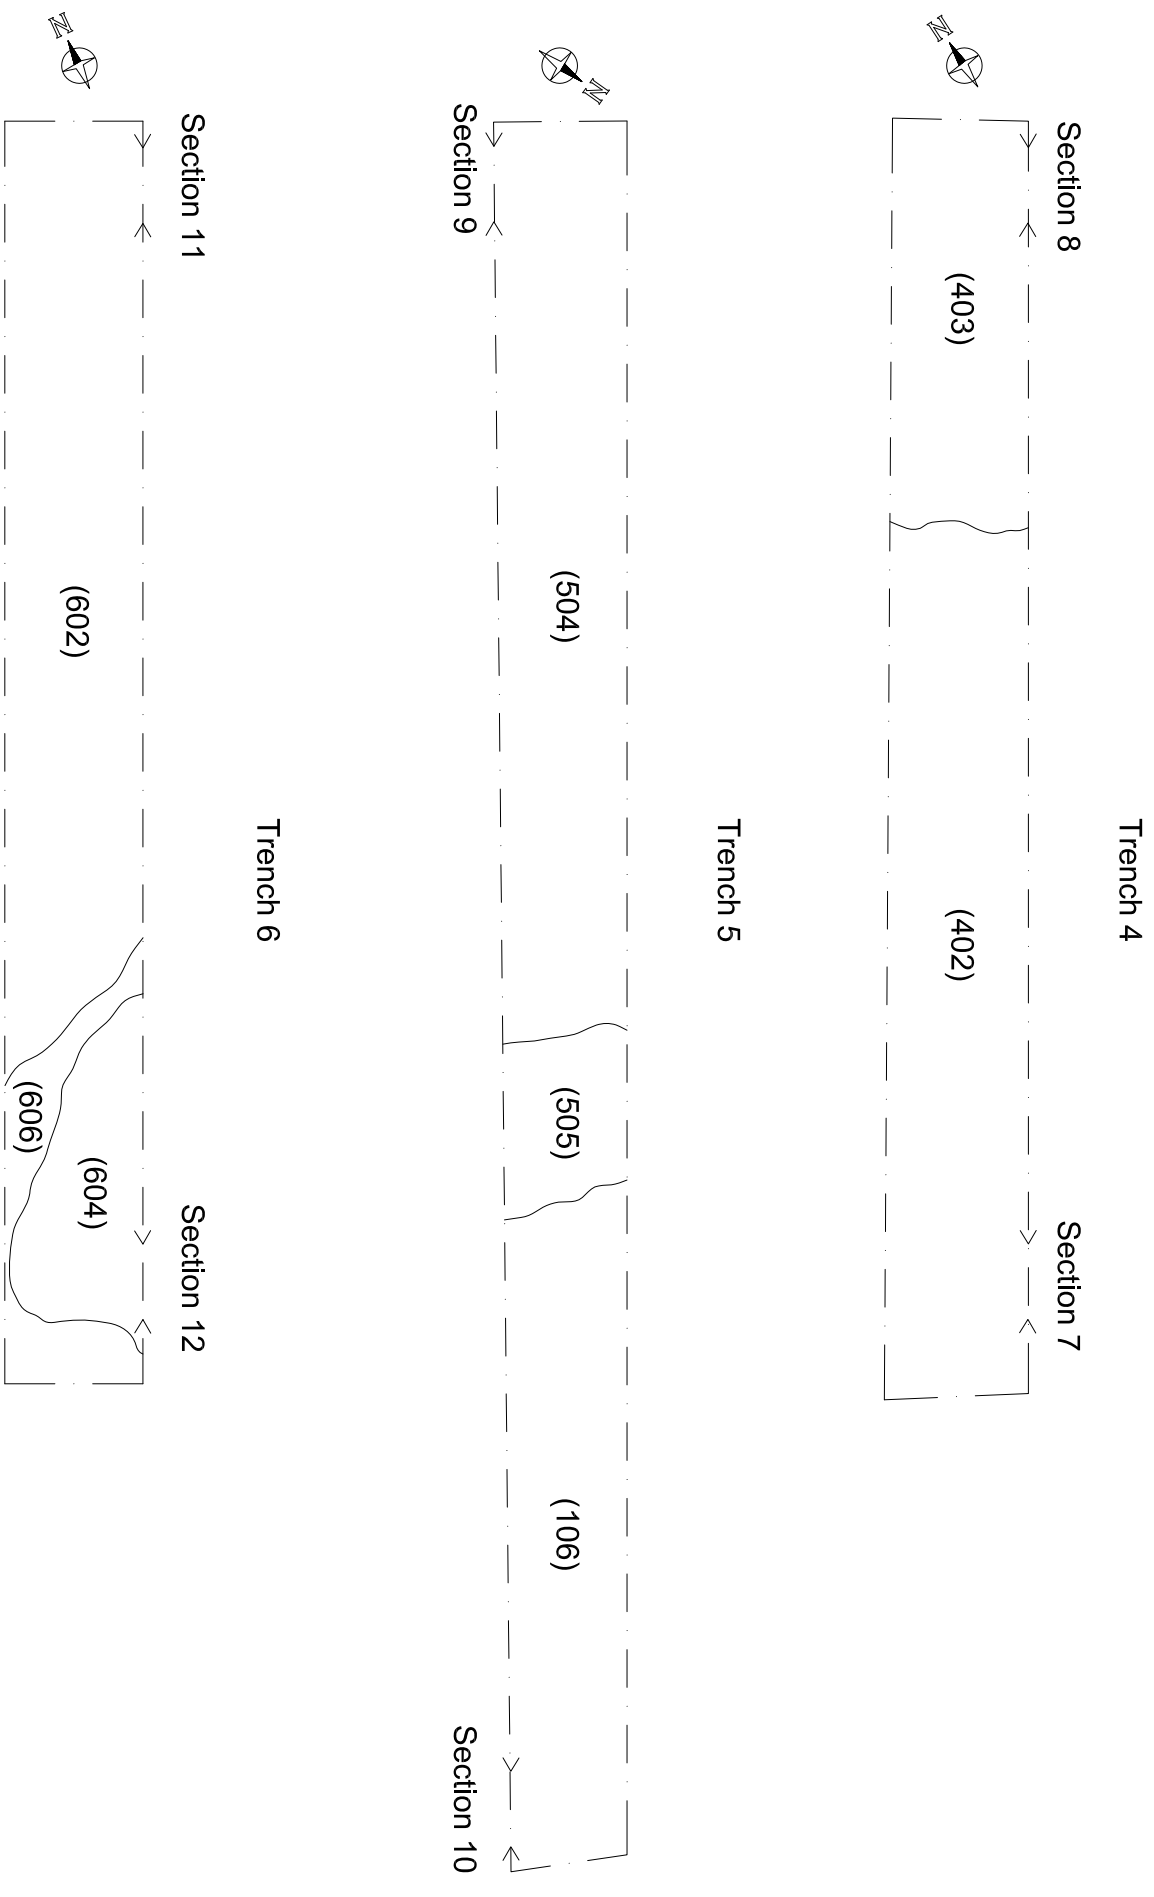 Trench 4
Section 8
Section 7
N
(403)
(402)
Trench 5
N
(504)
(505)
(106)
Section 9
Section 10
Trench 6
Section 11
Section 12
N
(602)
(604)
(606)